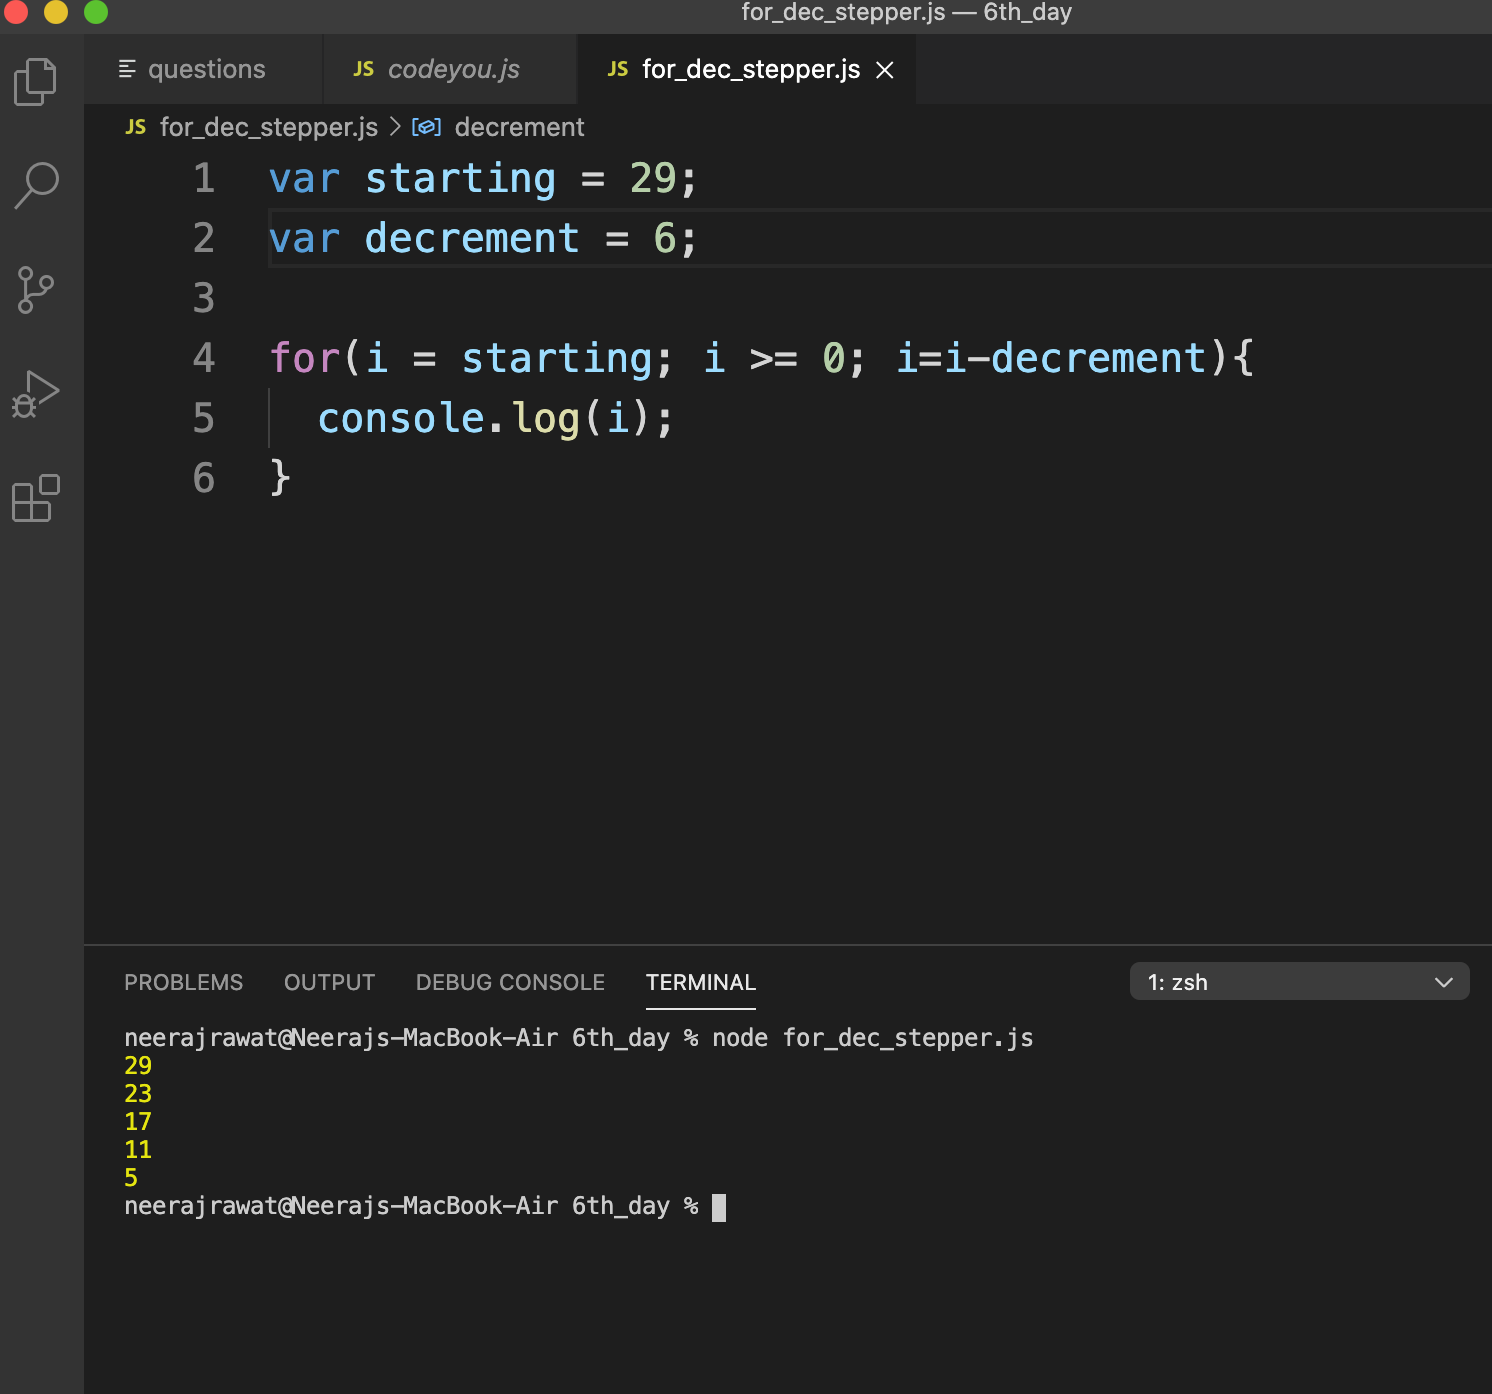 for_dec_stepper.js — 6th_day
questions
JS codeyou.js
JS for_dec_stepper.js
JS for_dec_stepper.js > decrement
1 var starting = 29;
2 var decrement = 6;
3
4 for(i = starting; i >= 0; i=i-decrement){
5 console.log(i);
6 }
PROBLEMS OUTPUT DEBUG CONSOLE TERMINAL 1: zsh
neerajrawat@Neerajs-MacBook-Air 6th_day % node for_dec_stepper.js
29
23
17
11
5
neerajrawat@Neerajs-MacBook-Air 6th_day %